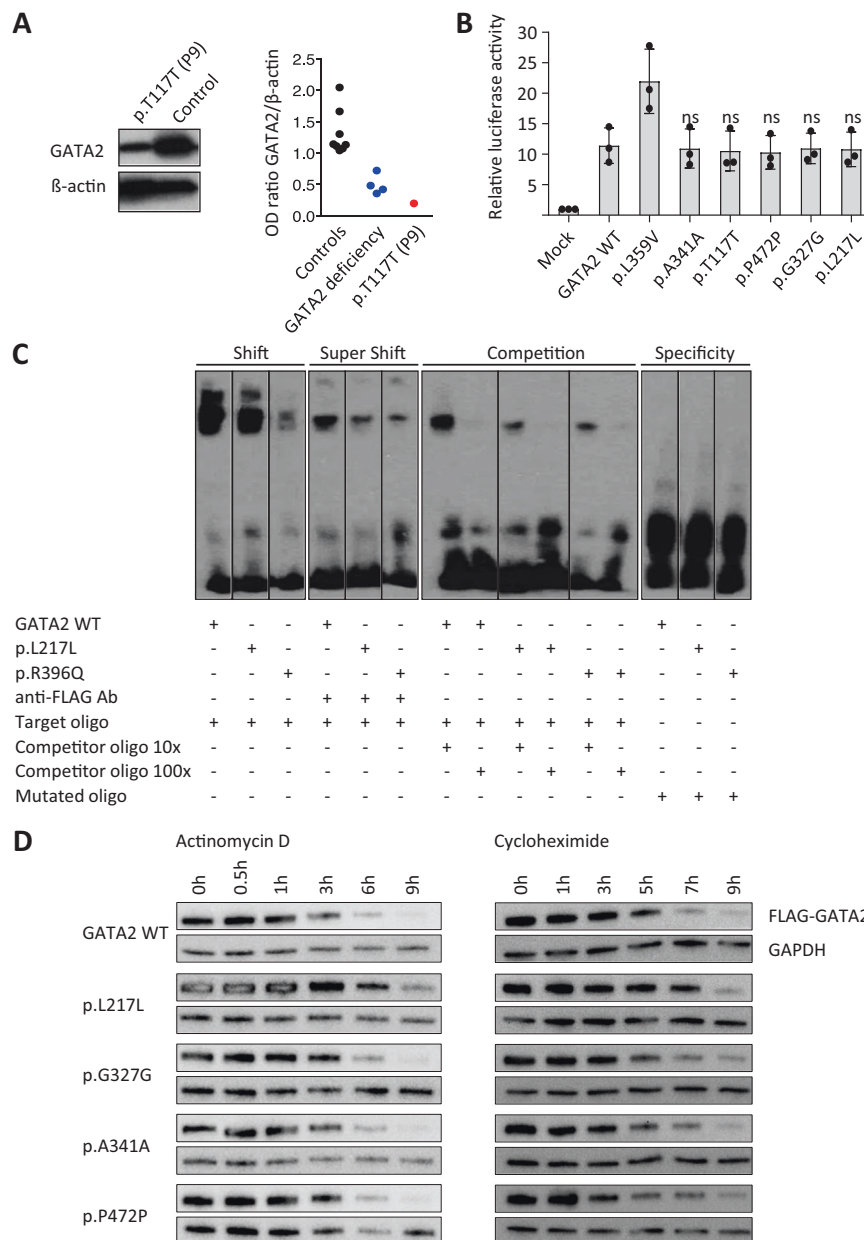 A
p.T117T (P9)
Control
GATA2
ß-actin
OD ratio GATA2/β-actin
2.5
2.0
1.5
1.0
0.5
0.0
Controls
GATA2 deficiency
p.T117T (P9)
B
Relative luciferase activity
30
25
20
15
10
5
ns ns ns ns ns
Mock
GATA2 WT
p.L359V
p.A341A
p.T117T
p.P472P
p.G327G
p.L217L
C
Shift Super Shift Competition Specificity
GATA2 WT + - - + - - + + - - - - + - -
p.L217L - + - - + - - - + + - - - + -
p.R396Q - - + - - + - - - - + + - - +
anti-FLAG Ab - - - + + + - - - - - - - - -
Target oligo + + + + + + + + + + + + - - -
Competitor oligo 10x - - - - - - + - + - + - - - -
Competitor oligo 100x - - - - - - - + - + - + - - -
Mutated oligo - - - - - - - - - - - - + + +
D
Actinomycin D Cycloheximide
0h 0.5h 1h 3h 6h 9h 0h 1h 3h 5h 7h 9h
FLAG-GATA2
GATA2 WT
GAPDH
p.L217L
p.G327G
p.A341A
p.P472P